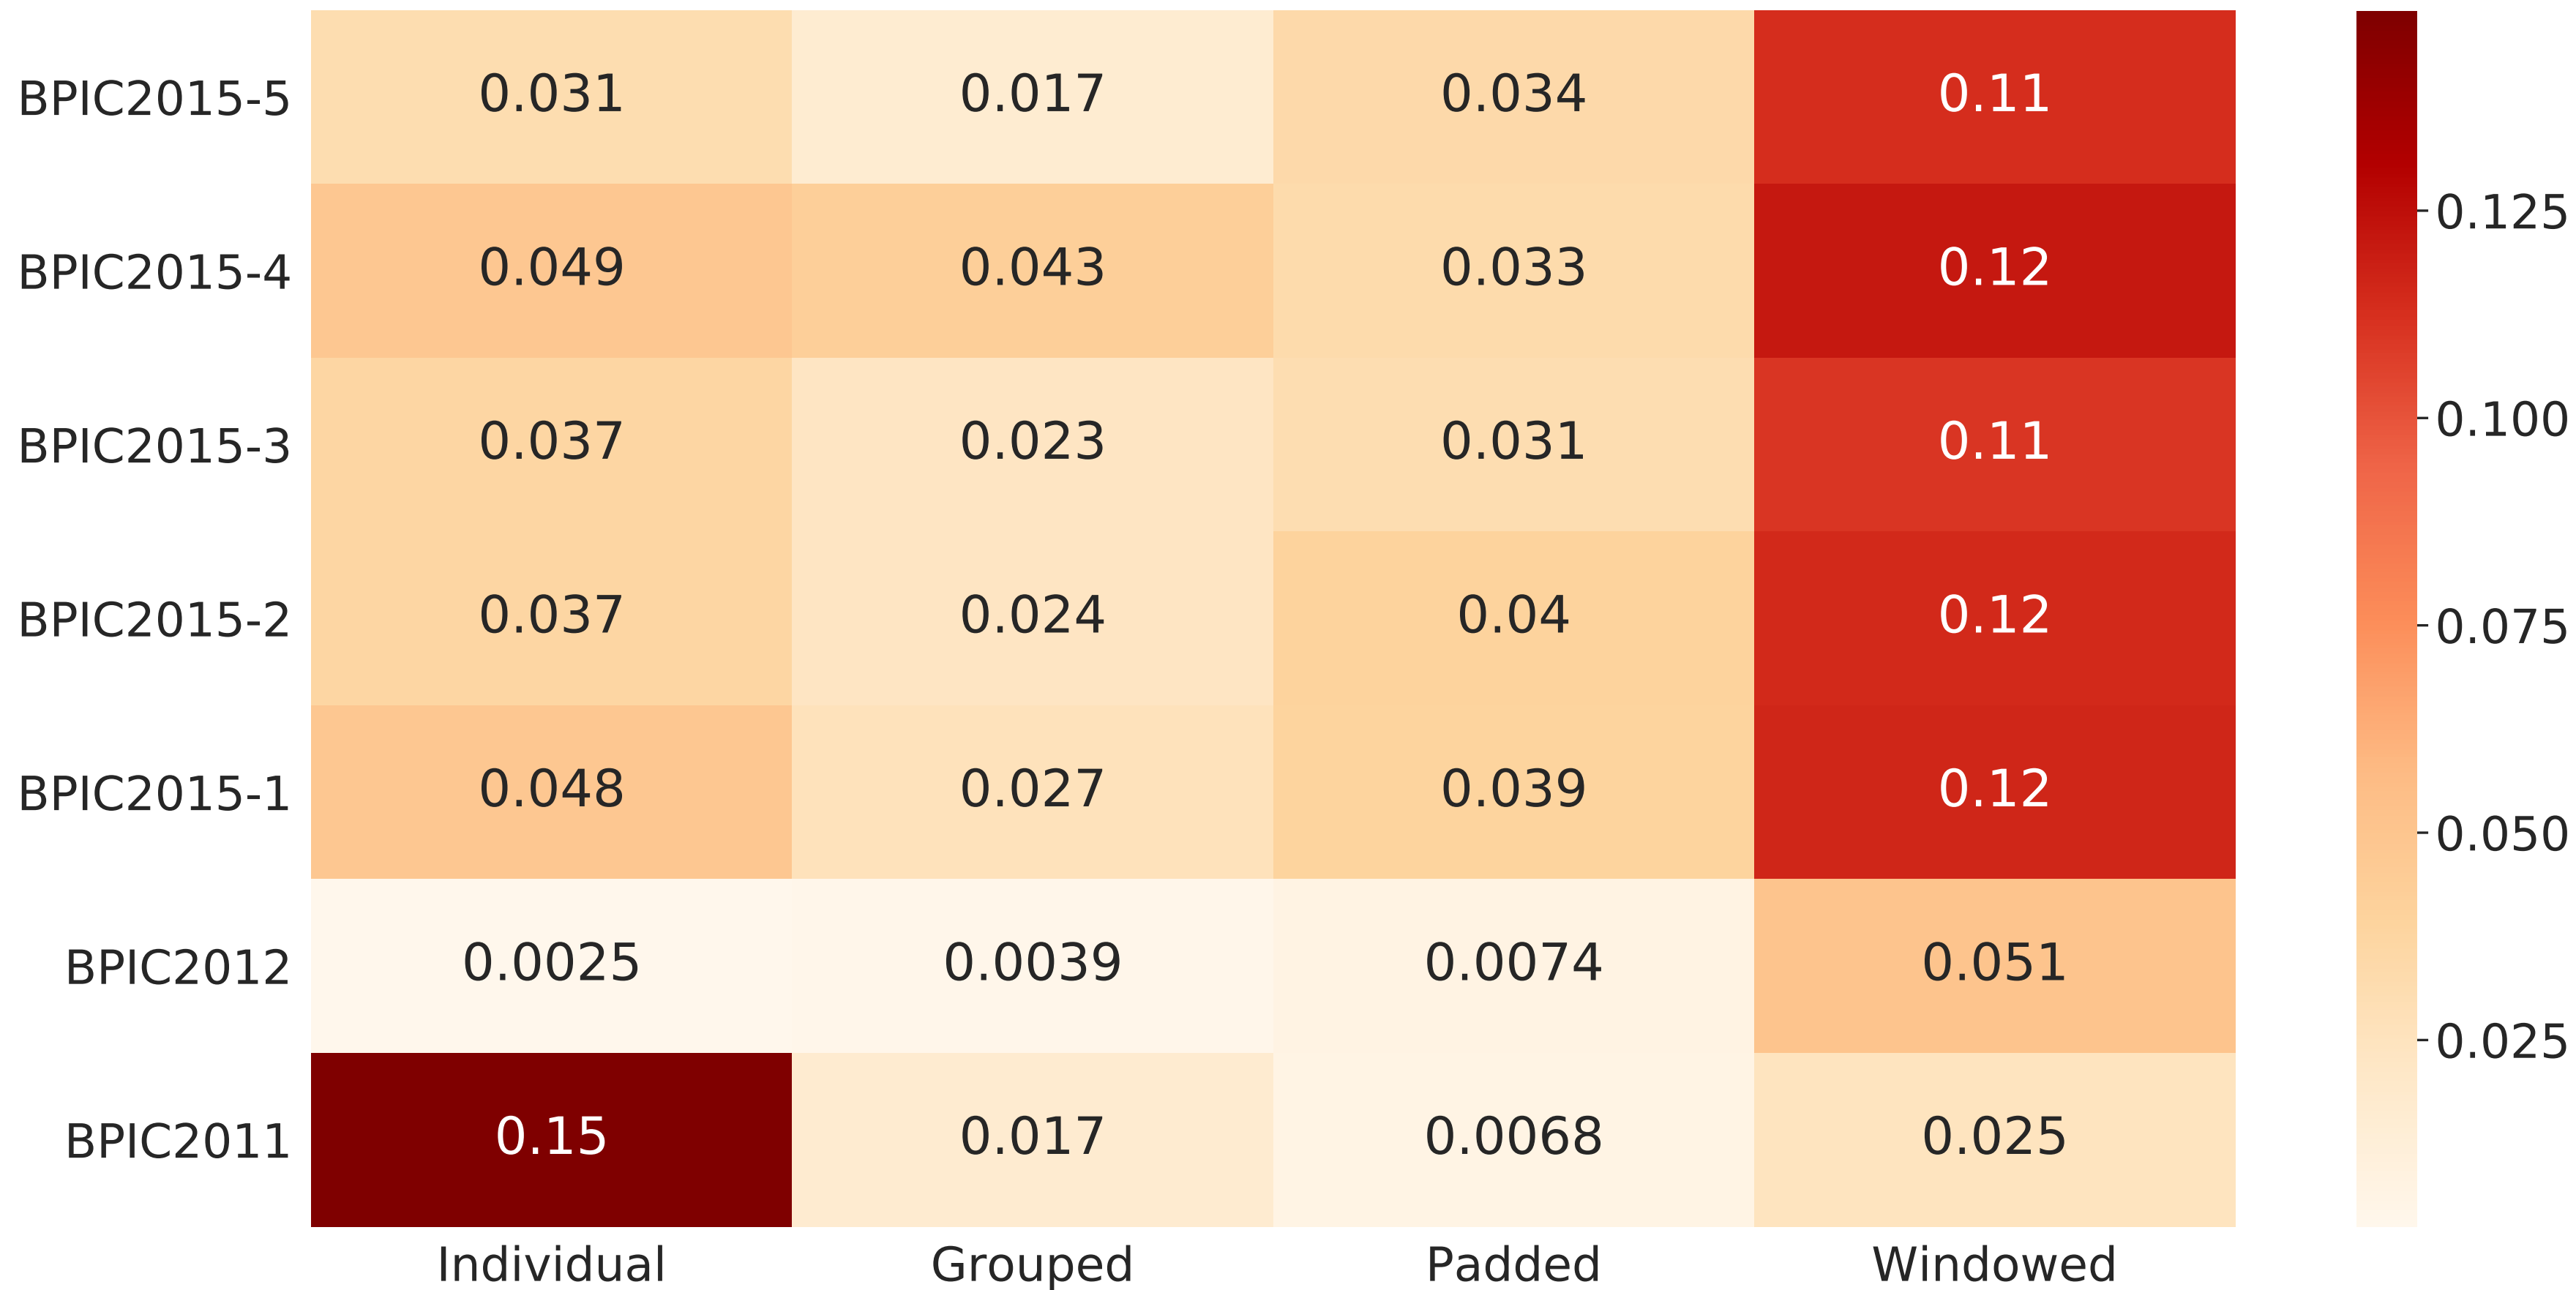 BPIC2015-5 0.031 0.017 0.034 0.11
BPIC2015-4 0.049 0.043 0.033 0.12
BPIC2015-3 0.037 0.023 0.031 0.11
BPIC2015-2 0.037 0.024 0.04 0.12
BPIC2015-1 0.048 0.027 0.039 0.12
BPIC2012 0.0025 0.0039 0.0074 0.051
BPIC2011 0.15 0.017 0.0068 0.025
Individual Grouped Padded Windowed
0.125
0.100
0.075
0.050
0.025